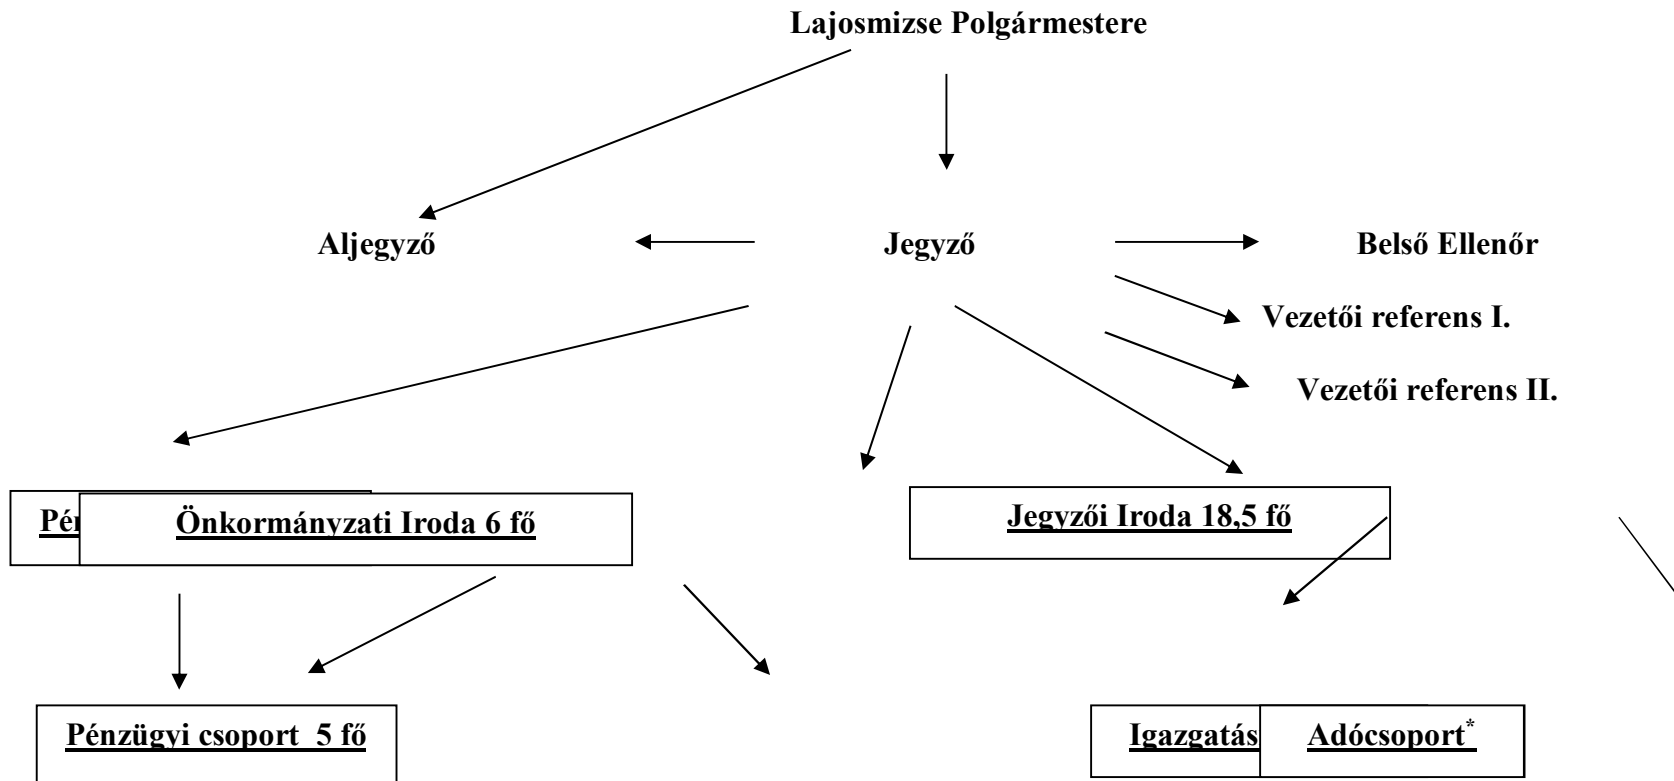 Lajosmizse Polgármestere
Aljegyző
Jegyző
Belső Ellenőr
Vezetői referens I.
Vezetői referens II.
Önkormányzati Iroda 6 fő
Jegyzői Iroda 18,5 fő
Pénzügyi csoport 5 fő
Igazgatás
Adócsoport*